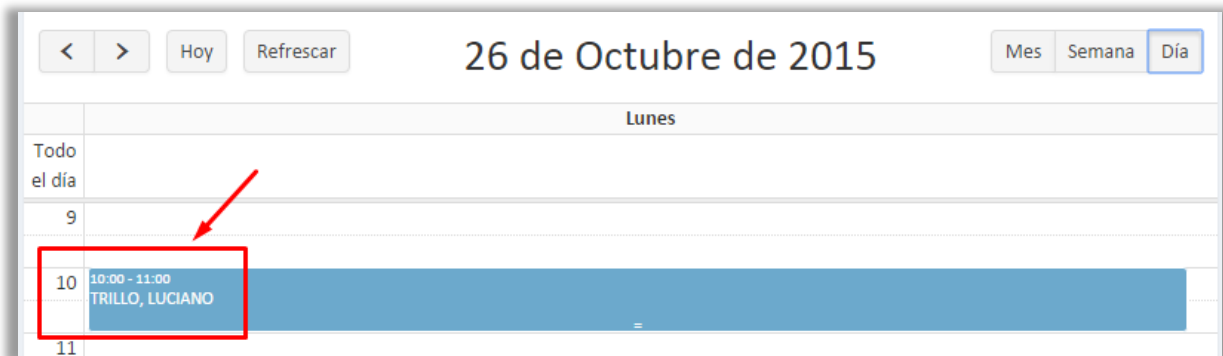 < > Hoy Refrescar 26 de Octubre de 2015 Mes Semana Día
Lunes
Todo
el día
9
10 10:00 - 11:00
TRILLO, LUCIANO
=
11